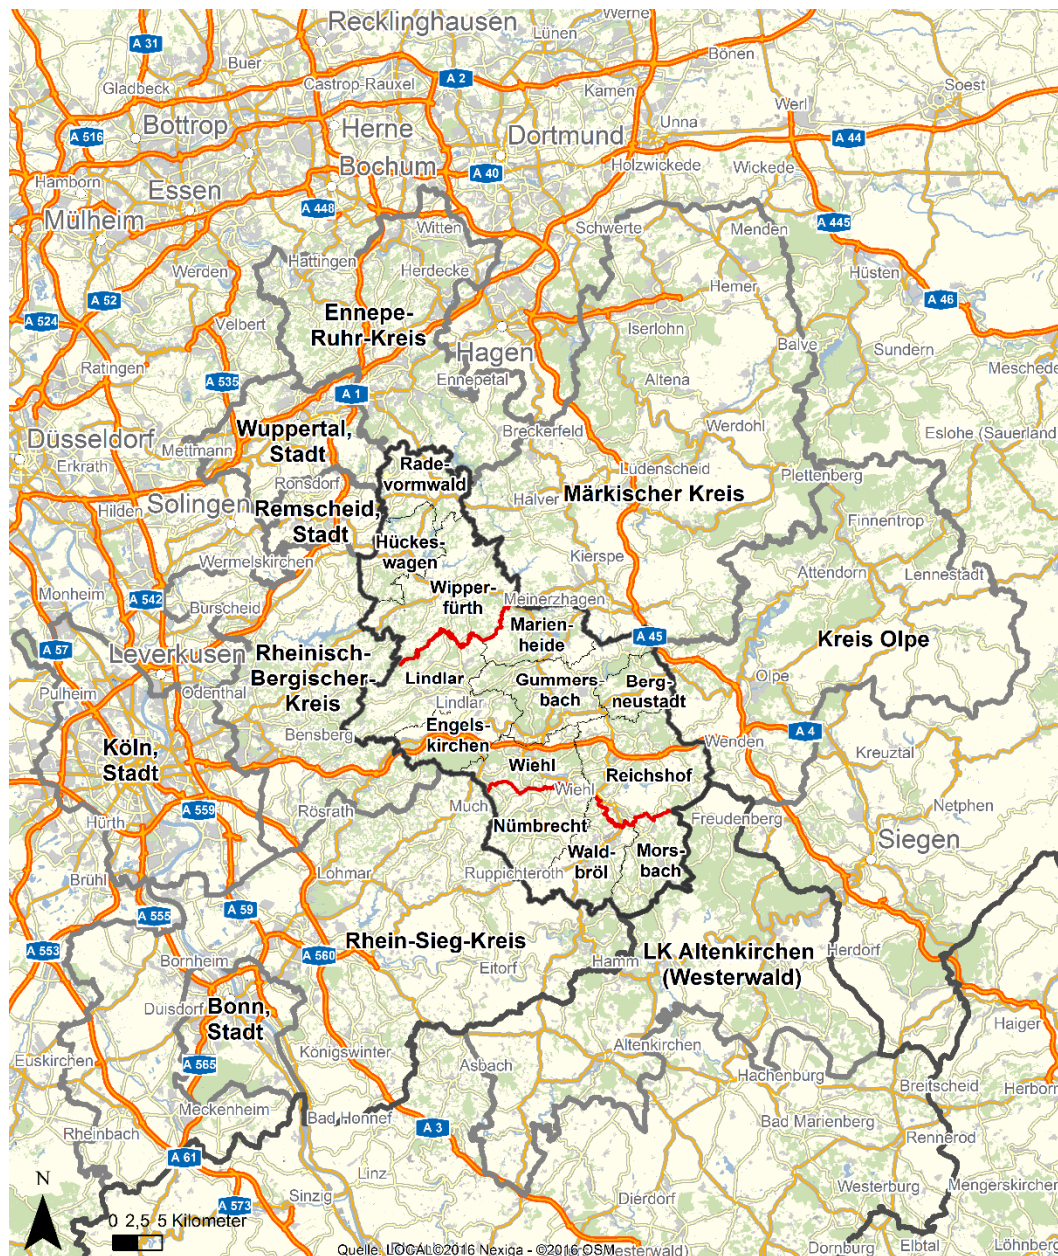 Recklinghausen
Werne
A 31
Lünen
Buer
Bönen
Gladbeck
Castrop-Rauxel
A 2
Kamen
Soest
Werl
Bottrop
Herne
Dortmund
Unna
A 516
A 44
Hamborn
Bochum
A 40
Holzwickede
Wickede
Essen
A 448
Mülheim
Witten
Schwerte
Menden
A 445
Werden
Hattingen
Herdecke
Hüsten
A 52
Hemer
A 46
A 524
Velbert
Ennepe-
Ruhr-Kreis
Iserlohn
Hagen
Balve
Sundern
Ratingen
Meschede
A 535
A 1
Ennepetal
Altena
Düsseldorf
Mettmann
Wuppertal,
Stadt
Breckerfeld
Werdohl
Eslohe (Sauerland
Erkrath
Rade-
vormwald
Lüdenscheid
Plettenberg
Ronsdorf
Hilden
Solingen
Remscheid,
Stadt
Halver
Märkischer Kreis
Finnentrop
Hückes-
wagen
Wermelskirchen
Kierspe
Attendorn
Lennestadt
Monheim
A 542
Burscheid
Wipper-
fürth
Meinerzhagen
A 57
Leverkusen
Rheinisch-
Bergischer-
Kreis
Marien-
heide
A 45
Kreis Olpe
Pulheim
Odenthal
Lindlar
Gummers-
bach
Berg-
neustadt
Olpe
Lindlar
Bensberg
Engels-
kirchen
A 4
Köln,
Stadt
Wenden
Kreuztal
Wiehl
Reichshof
A 559
Rösrath
Much
Wiehl
Netphen
Hürth
Nümbrecht
Freudenberg
Siegen
Wald-
bröl
Mors-
bach
Brühl
Lohmar
Ruppichteroth
A 555
A 59
A 553
Rhein-Sieg-Kreis
A 560
LK Altenkirchen
(Westerwald)
Herdorf
Bornheim
Hamm
Eitorf
Duisdorf
Bonn,
Stadt
Haiger
Euskirchen
A 565
Königswinter
Altenkirchen
Asbach
Hachenburg
Breitscheid
Herborn
Meckenheim
Bad Honnef
Bad Marienberg
Rheinbach
A 3
Rennerod
A 61
Linz
N
Westerburg
Mengerskirchen
Sinzig
A 573
Dierdorf
0 2,5 5 Kilometer
Quelle: LOCAL ©2016 Nexiga - ©2016 OSM
Westerwald)
Dornburg
Elbtal
Löhnberg